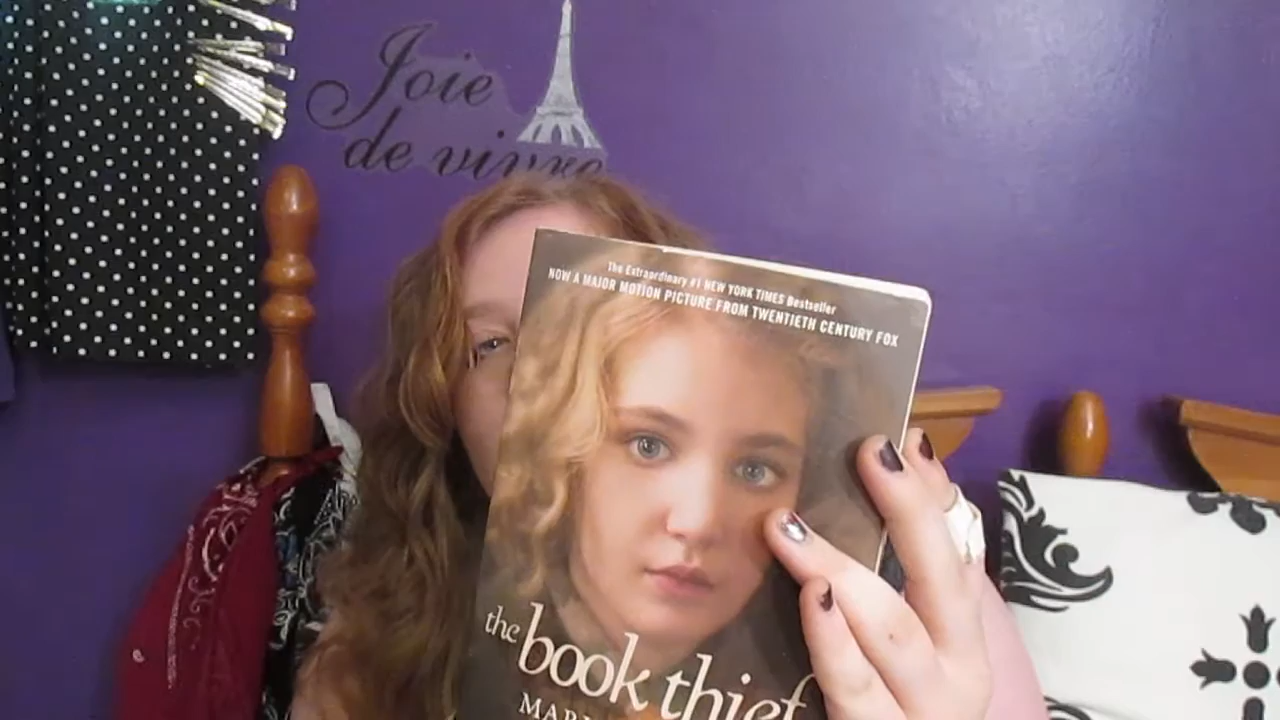 Joie
de vivre
The Extraordinary #1 NEW YORK TIMES Bestseller
NOW A MAJOR MOTION PICTURE FROM TWENTIETH CENTURY FOX
the book thief